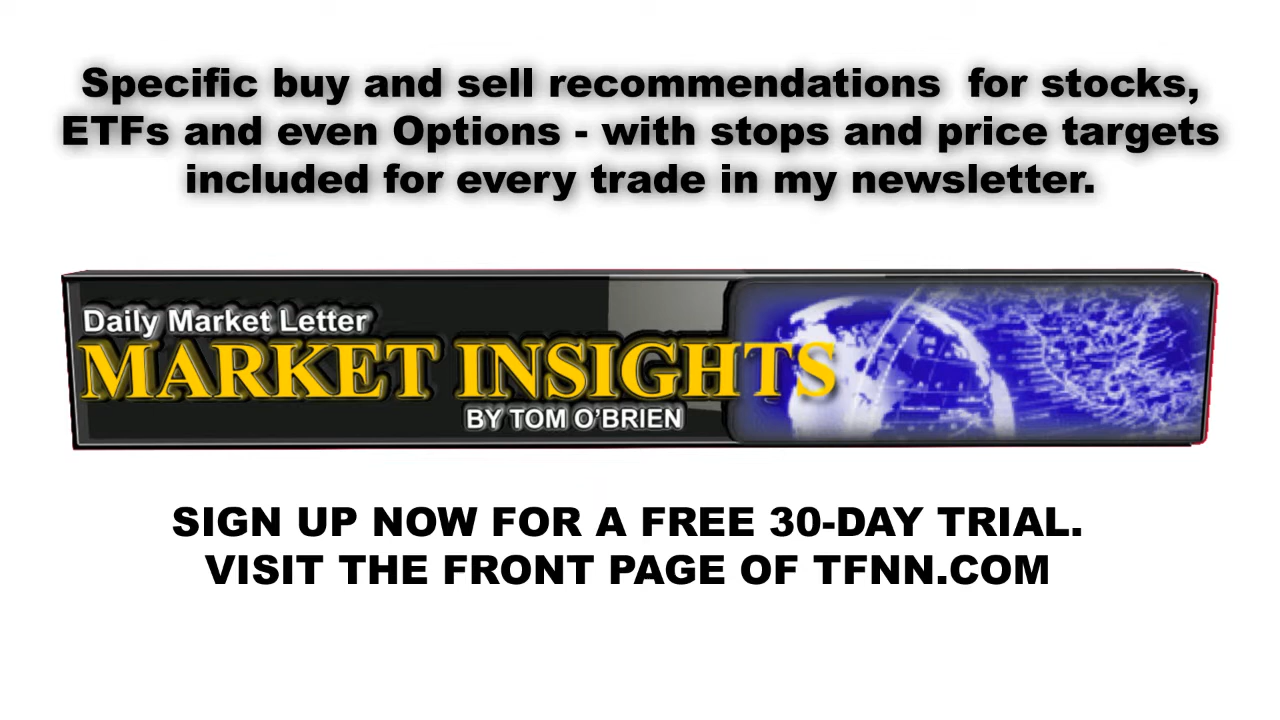 Specific buy and sell recommendations  for stocks,
ETFs and even Options - with stops and price targets
included for every trade in my newsletter.
Daily Market Letter
MARKET INSIGHTS
BY TOM O'BRIEN
SIGN UP NOW FOR A FREE 30-DAY TRIAL.
VISIT THE FRONT PAGE OF TFNN.COM